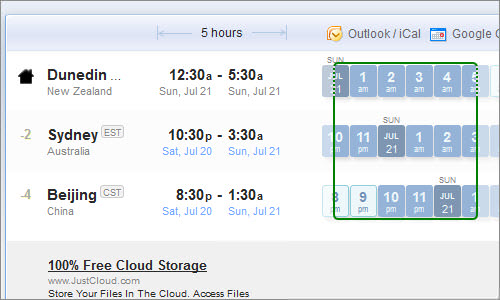 5 hours
Outlook / iCal
Google
SUN
Dunedin ...
12:30a - 5:30a
JUL 21
1 am
2 am
3 am
4 am
5
New Zealand
Sun, Jul 21
Sun, Jul 21
SUN
-2
Sydney EST
10:30p - 3:30a
10 pm
11 pm
JUL 21
1 am
2 am
3 am
Australia
Sat, Jul 20
Sun, Jul 21
SUN
-4
Beijing CST
8:30p - 1:30a
8 pm
9 pm
10 pm
11 pm
JUL 21
1 am
China
Sat, Jul 20
Sun, Jul 21
100% Free Cloud Storage
www.JustCloud.com
Store Your Files In The Cloud. Access Files